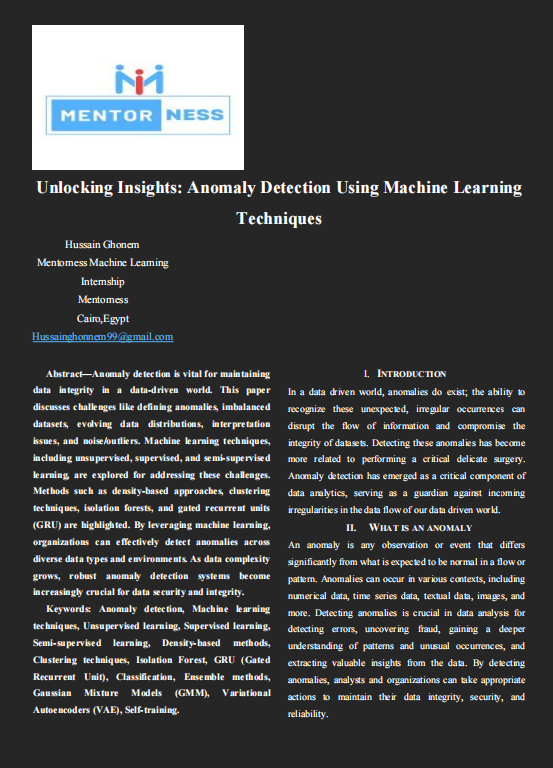 MENTOR NESS
Unlocking Insights: Anomaly Detection Using Machine Learning
Techniques
Hussain Ghonem
Mentorness Machine Learning
Internship
Mentorness
Cairo,Egypt
Hussainghonnem99@gmail.com
Abstract—Anomaly detection is vital for maintaining
data integrity in a data-driven world. This paper
discusses challenges like defining anomalies, imbalanced
datasets, evolving data distributions, interpretation
issues, and noise/outliers. Machine learning techniques,
including unsupervised, supervised, and semi-supervised
learning, are explored for addressing these challenges.
Methods such as density-based approaches, clustering
techniques, isolation forests, and gated recurrent units
(GRU) are highlighted. By leveraging machine learning,
organizations can effectively detect anomalies across
diverse data types and environments. As data complexity
grows, robust anomaly detection systems become
increasingly crucial for data security and integrity.
Keywords: Anomaly detection, Machine learning
techniques, Unsupervised learning, Supervised learning,
Semi-supervised learning, Density-based methods,
Clustering techniques, Isolation Forest, GRU (Gated
Recurrent Unit), Classification, Ensemble methods,
Gaussian Mixture Models (GMM), Variational
Autoencoders (VAE), Self-training.
I. INTRODUCTION
In a data driven world, anomalies do exist; the ability to
recognize these unexpected, irregular occurrences can
disrupt the flow of information and compromise the
integrity of datasets. Detecting these anomalies has become
more related to performing a critical delicate surgery.
Anomaly detection has emerged as a critical component of
data analytics, serving as a guardian against incoming
irregularities in the data flow of our data driven world.
II. WHAT IS AN ANOMALY
An anomaly is any observation or event that differs
significantly from what is expected to be normal in a flow or
pattern. Anomalies can occur in various contexts, including
numerical data, time series data, textual data, images, and
more. Detecting anomalies is crucial in data analysis for
detecting errors, uncovering fraud, gaining a deeper
understanding of patterns and unusual occurrences, and
extracting valuable insights from the data. By detecting
anomalies, analysts and organizations can take appropriate
actions to maintain their data integrity, security, and
reliability.